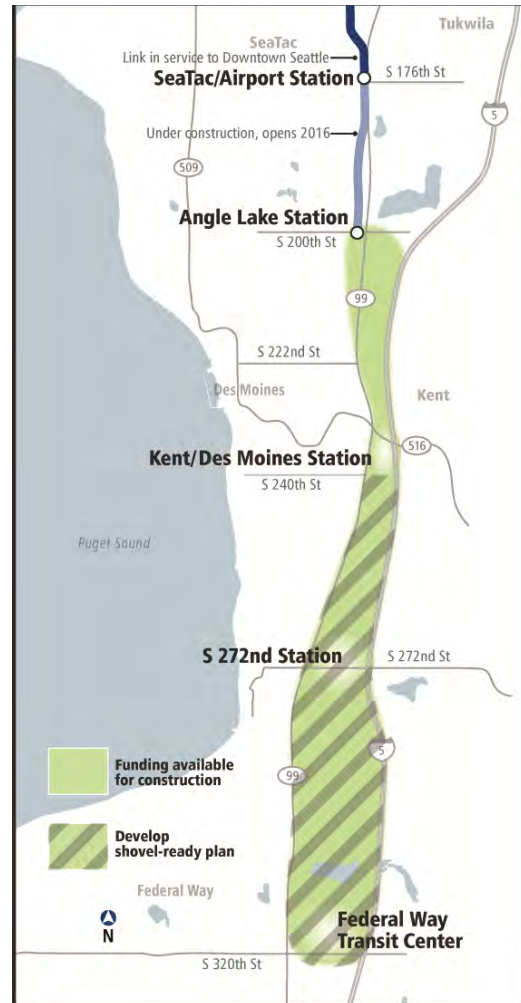 Tukwila
SeaTac
Link in service to Downtown Seattle
SeaTac/Airport Station
S 176th St
5
Under construction, opens 2016
509
Angle Lake Station
S 200th St
99
S 222nd St
Des Moines
Kent
516
Kent/Des Moines Station
S 240th St
Puget Sound
S 272nd Station
S 272nd St
5
Funding available
for construction
99
Develop
shovel-ready plan
Federal Way
N
Federal Way
Transit Center
S 320th St